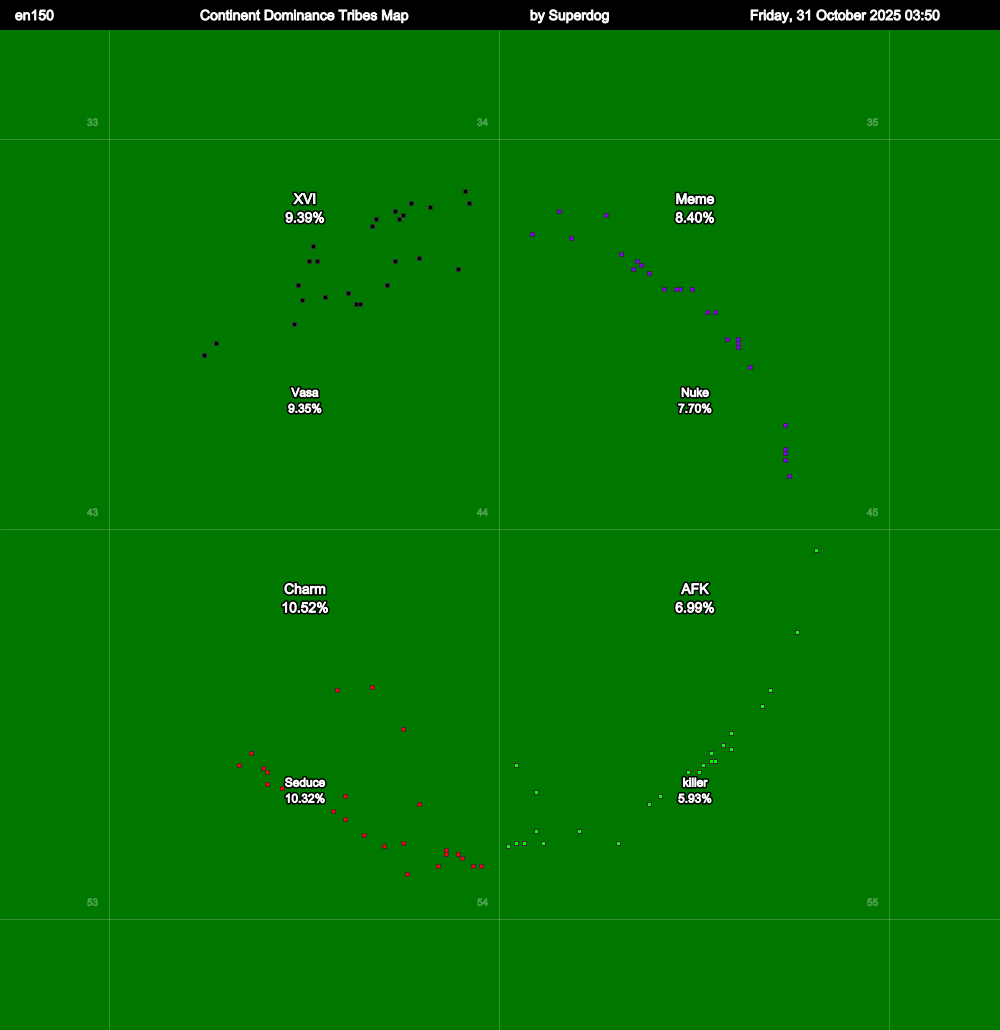 en150 Continent Dominance Tribes Map by Superdog Friday, 31 October 2025 03:50
33 34 35
XVI Meme
9.39% 8.40%
Vasa Nuke
9.35% 7.70%
43 44 45
Charm AFK
10.52% 6.99%
Seduce killer
10.32% 5.93%
53 54 55